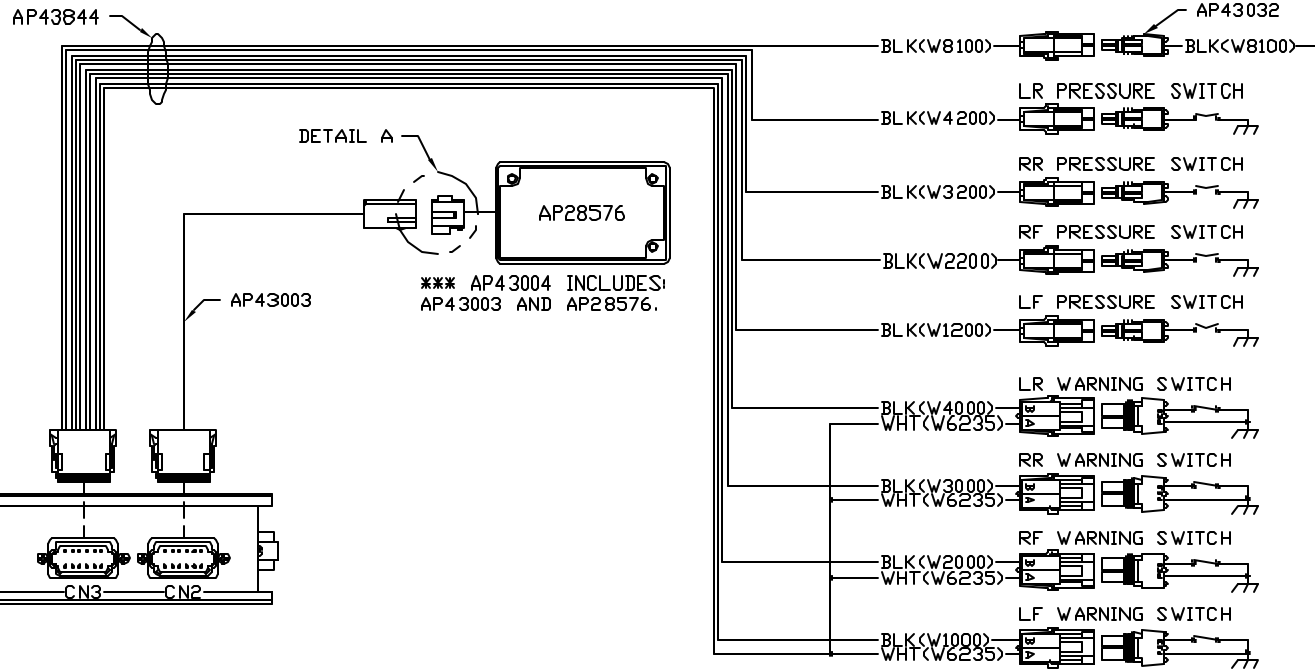 AP43844
AP43032
BLK(W8100)
BLK(W8100)
LR PRESSURE SWITCH
BLK(W4200)
DETAIL A
RR PRESSURE SWITCH
BLK(W3200)
AP28576
RF PRESSURE SWITCH
BLK(W2200)
*** AP43004 INCLUDES:
AP43003 AND AP28576.
AP43003
LF PRESSURE SWITCH
BLK(W1200)
LR WARNING SWITCH
BLK(W4000)
B
WHT(W6235)
A
RR WARNING SWITCH
BLK(W3000)
B
WHT(W6235)
A
RF WARNING SWITCH
BLK(W2000)
B
WHT(W6235)
A
CN3
CN2
LF WARNING SWITCH
BLK(W1000)
B
WHT(W6235)
A